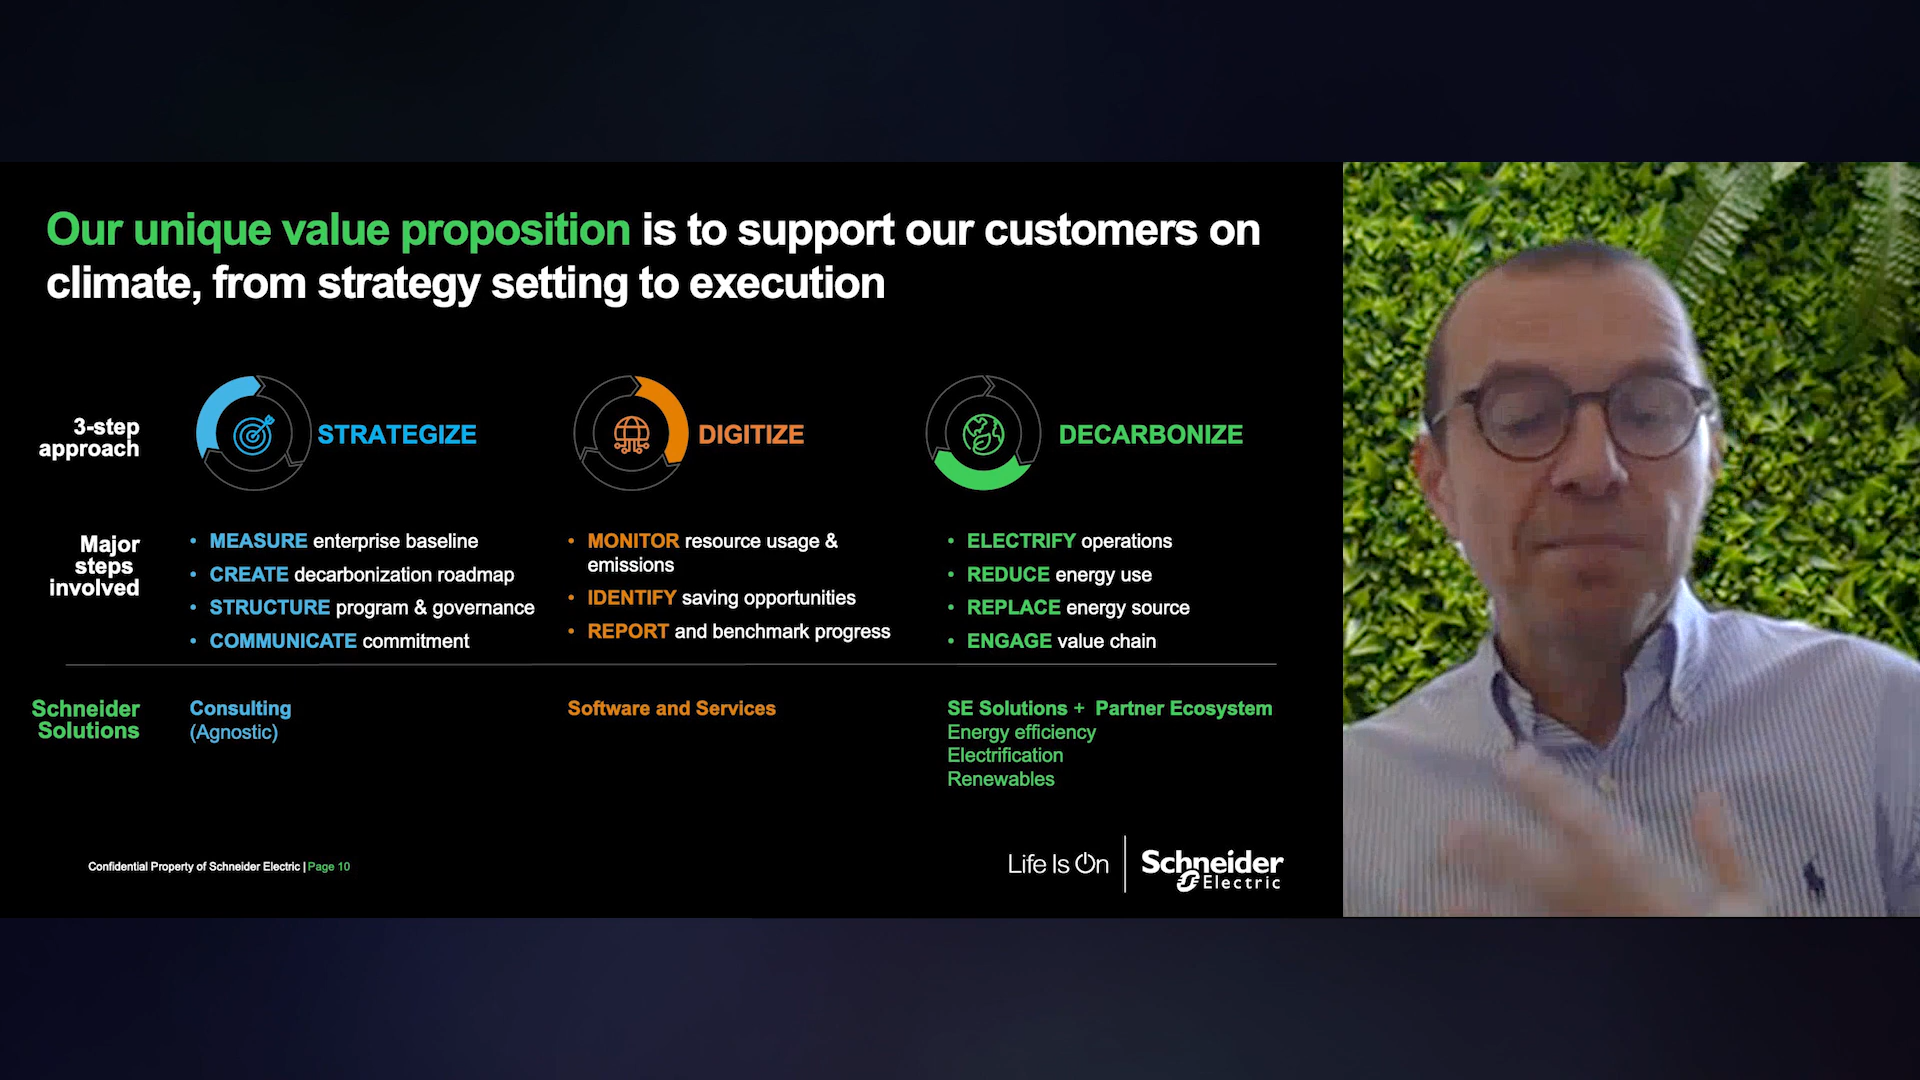 Our unique value proposition is to support our customers on
climate, from strategy setting to execution
3-step
approach
STRATEGIZE
DIGITIZE
DECARBONIZE
Major
steps
involved
• MEASURE enterprise baseline
• CREATE decarbonization roadmap
• STRUCTURE program & governance
• COMMUNICATE commitment
• MONITOR resource usage &
emissions
• IDENTIFY saving opportunities
• REPORT and benchmark progress
• ELECTRIFY operations
• REDUCE energy use
• REPLACE energy source
• ENGAGE value chain
Schneider
Solutions
Consulting
(Agnostic)
Software and Services
SE Solutions + Partner Ecosystem
Energy efficiency
Electrification
Renewables
Confidential Property of Schneider Electric | Page 10
Life Is On
Schneider
Electric